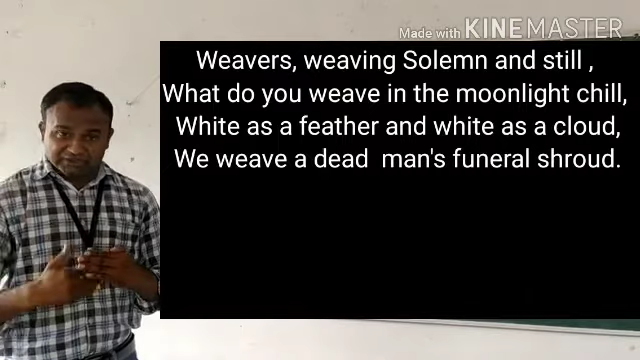 Made with KINEMASTER
Weavers, weaving Solemn and still ,
What do you weave in the moonlight chill,
White as a feather and white as a cloud,
We weave a dead man's funeral shroud.